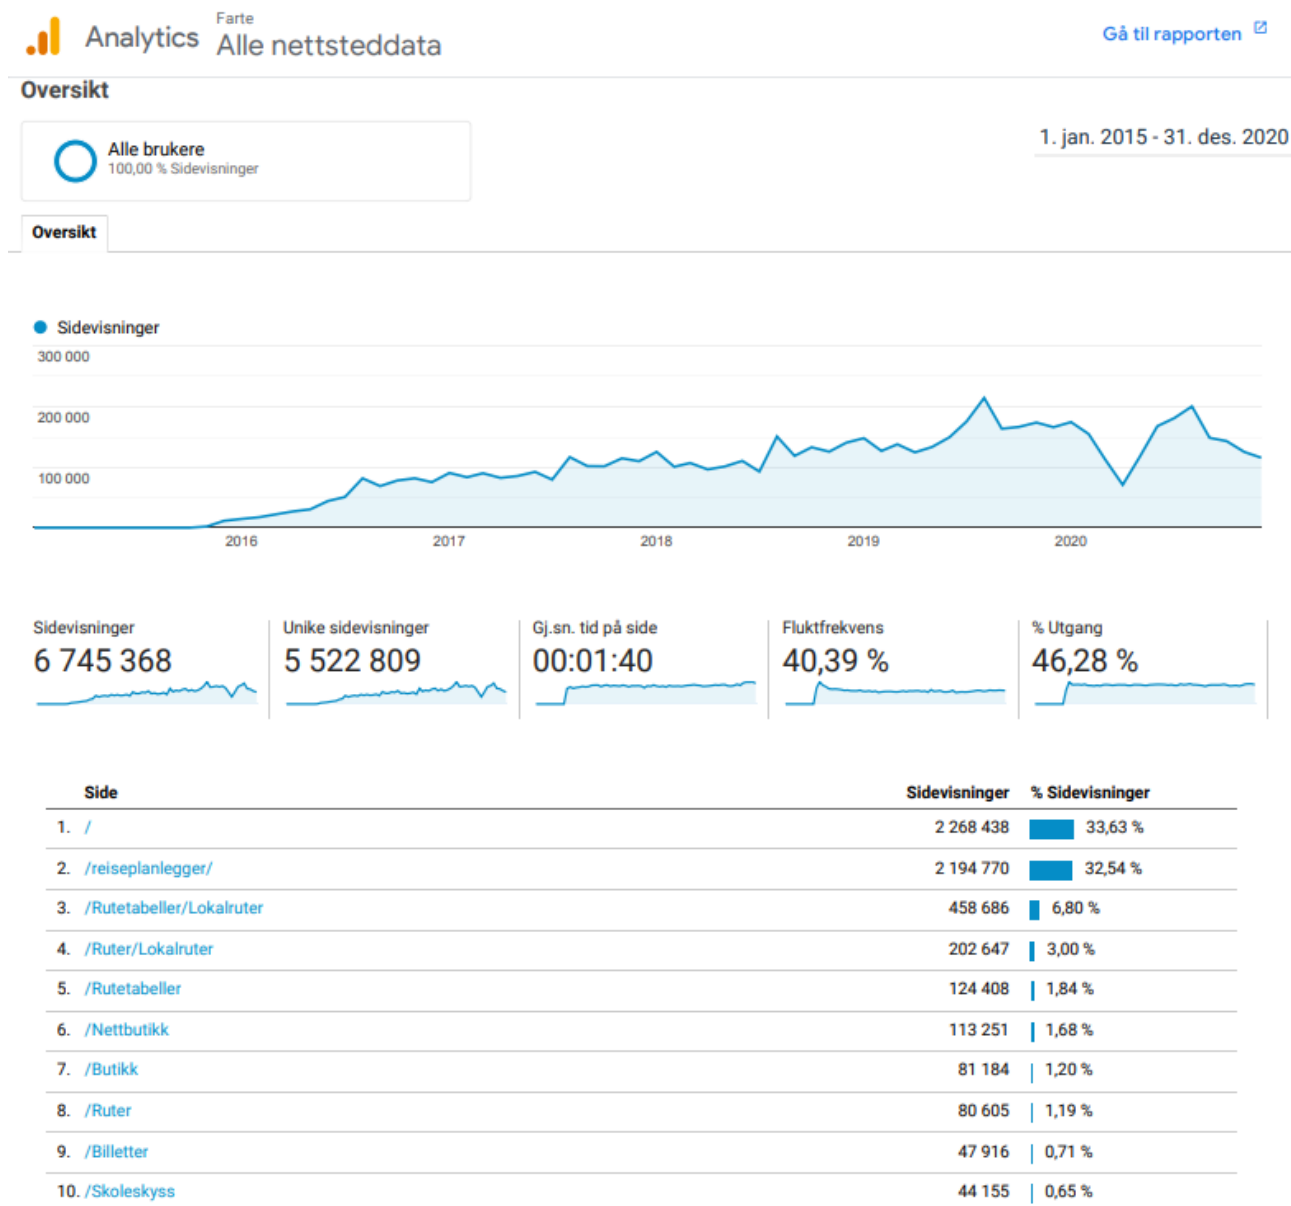 Analytics
Farte
Alle nettsteddata
Gå til rapporten
Oversikt
Alle brukere
100,00 % Sidevisninger
1. jan. 2015 - 31. des. 2020
Oversikt
Sidevisninger
300 000
200 000
100 000
2016 2017 2018 2019 2020
Sidevisninger Unike sidevisninger Gj.sn. tid på side Fluktfrekvens % Utgang
6 745 368 5 522 809 00:01:40 40,39 % 46,28 %
Side Sidevisninger % Sidevisninger
1. / 2 268 438 33,63 %
2. /reiseplanlegger/ 2 194 770 32,54 %
3. /Rutetabeller/Lokalruter 458 686 6,80 %
4. /Ruter/Lokalruter 202 647 3,00 %
5. /Rutetabeller 124 408 1,84 %
6. /Nettbutikk 113 251 1,68 %
7. /Butikk 81 184 1,20 %
8. /Ruter 80 605 1,19 %
9. /Billetter 47 916 0,71 %
10. /Skoleskyss 44 155 0,65 %